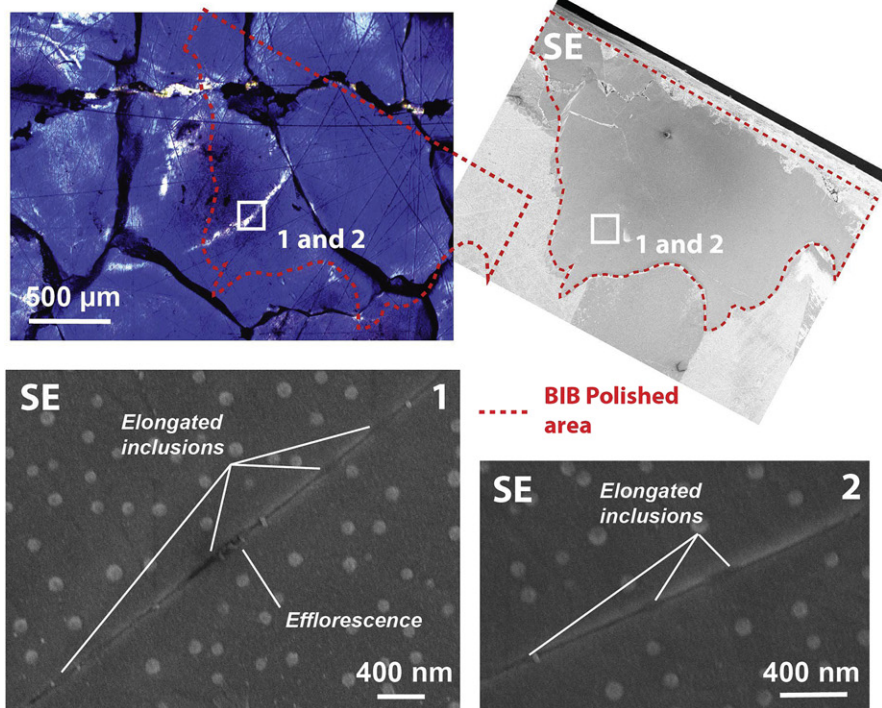 SE
1 and 2
1 and 2
500 µm
BIB Polished
area
SE
1
Elongated
inclusions
Efflorescence
400 nm
SE
2
Elongated
inclusions
400 nm